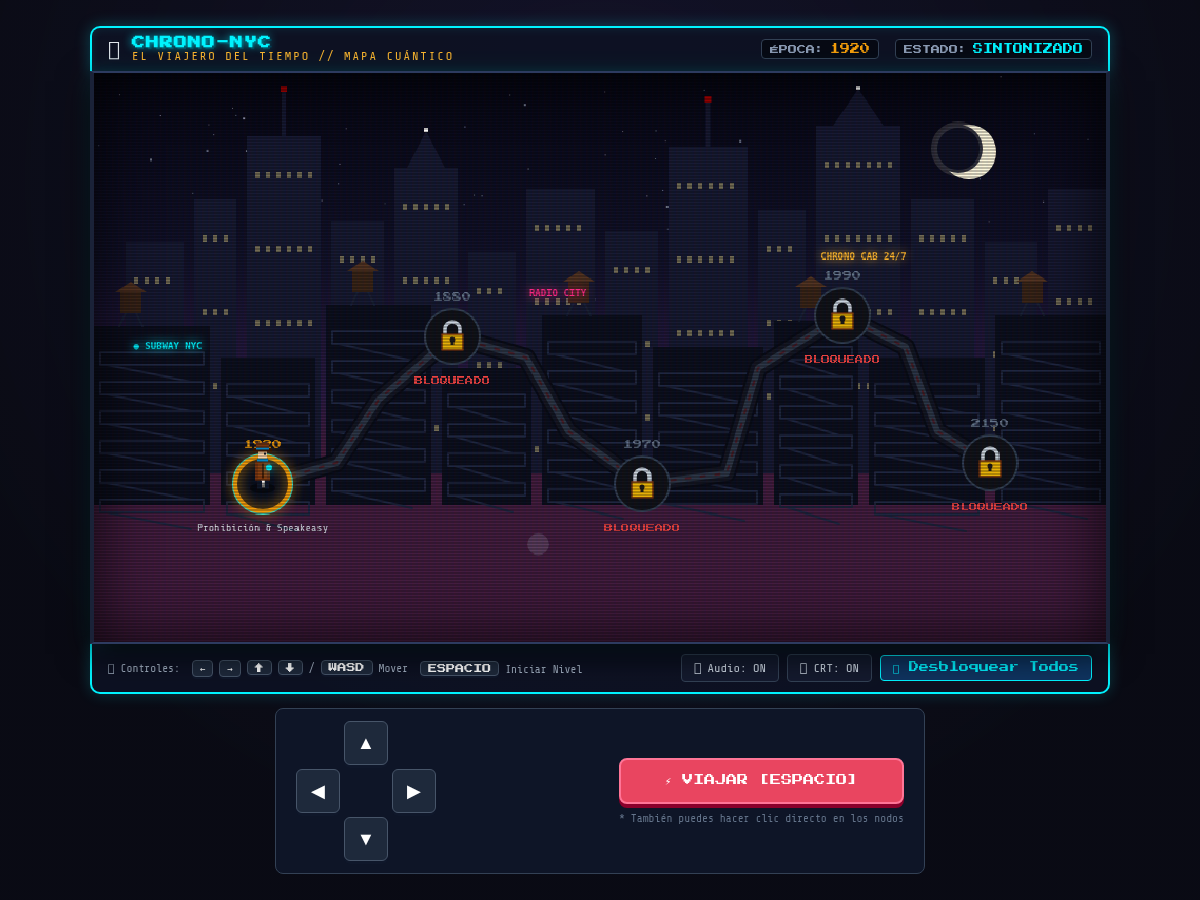 CHRONO-NYC
EL VIAJERO DEL TIEMPO // MAPA CUÁNTICO
éPOCA: 1920
ESTADO: SINTONIZADO
CHRONO CAB 24/7
1990
RADIO CITY
1880
SUBWAY NYC
BLOQUEADO
BLOQUEADO
2150
1920
1970
BLOQUEADO
Prohibición & Speakeasy
BLOQUEADO
Controles: ← → ↑ ↓ / WASD Mover ESPACIO Iniciar Nivel
Audio: ON
CRT: ON
Desbloquear Todos
▲
◀ ▶
▼
⚡ VIAJAR [ESPACIO]
* También puedes hacer clic directo en los nodos